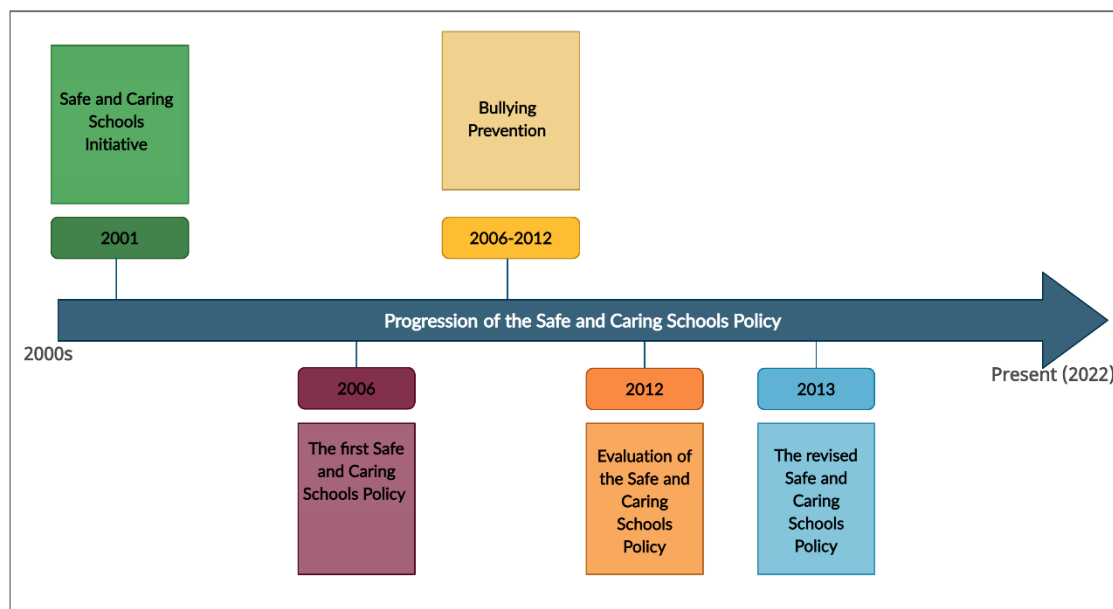 Safe and Caring
Schools
Initiative
2001
Bullying
Prevention
2006-2012
Progression of the Safe and Caring Schools Policy
2000s
Present (2022)
2006
The first Safe
and Caring
Schools Policy
2012
Evaluation of
the Safe and
Caring
Schools
Policy
2013
The revised
Safe and
Caring
Schools
Policy